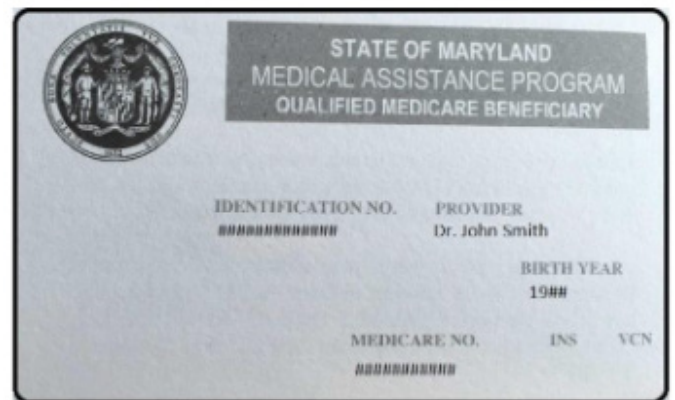 STATE OF MARYLAND
MEDICAL ASSISTANCE PROGRAM
QUALIFIED MEDICARE BENEFICIARY
IDENTIFICATION NO. PROVIDER
############# Dr. John Smith
BIRTH YEAR
19##
MEDICARE NO. INS VCN
###########